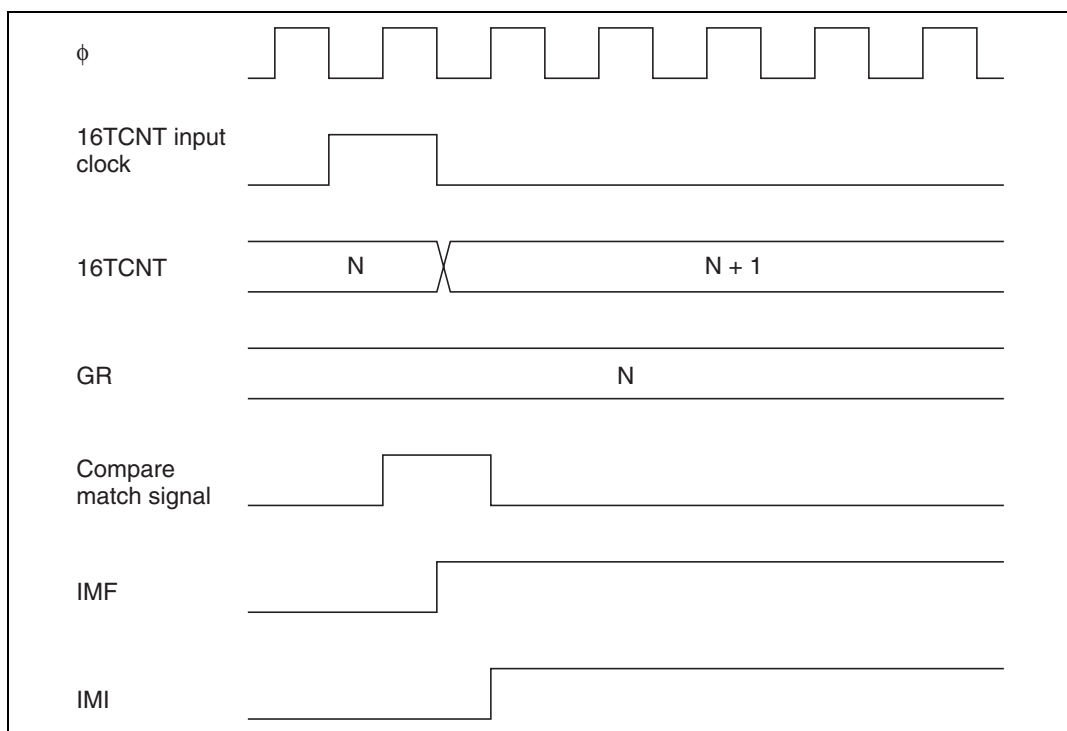 ϕ
16TCNT input
clock
16TCNT
N
N + 1
GR
N
Compare
match signal
IMF
IMI